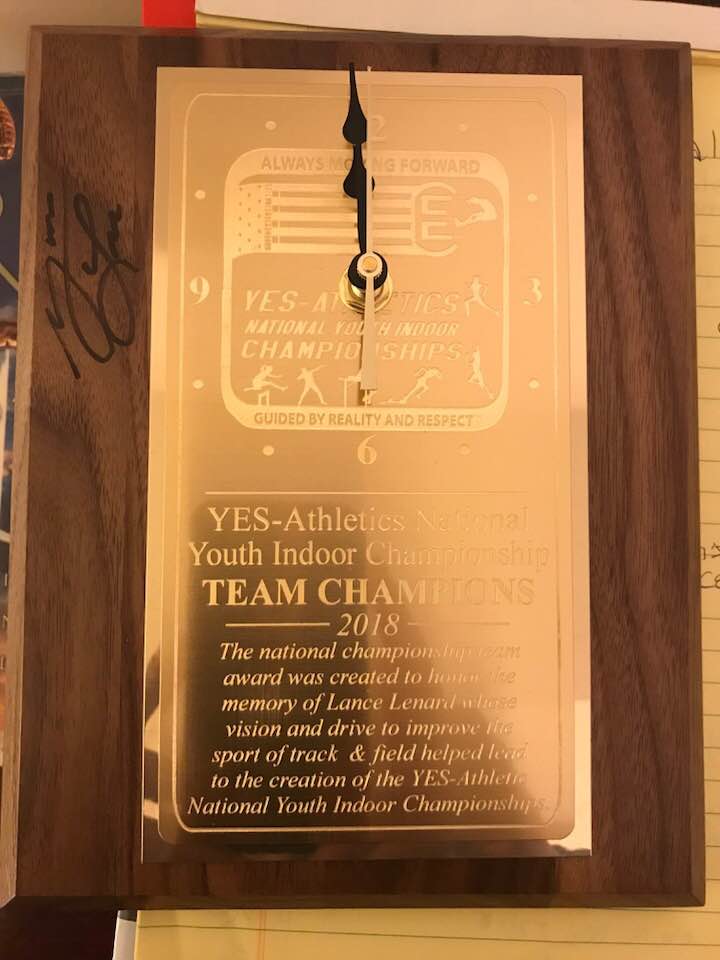 12
ALWAYS MOVING FORWARD
9
3
YES-ATHLETICS
NATIONAL YOUTH INDOOR
CHAMPIONSHIPS
GUIDED BY REALITY AND RESPECT
6
YES-Athletics National
Youth Indoor Championship
TEAM CHAMPIONS
2018
The national championship team
award was created to honor the
memory of Lance Lenard whose
vision and drive to improve the
sport of track & field helped lead
to the creation of the YES-Athletic
National Youth Indoor Championships.